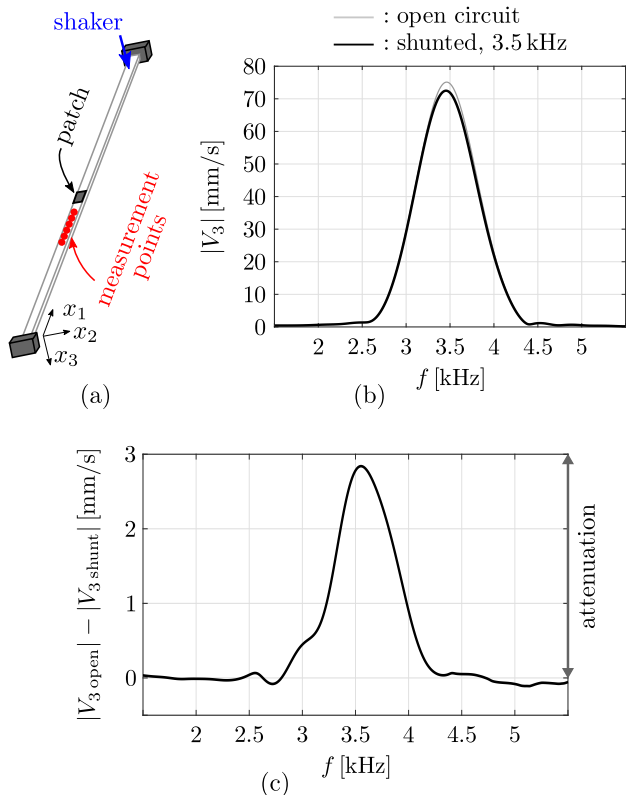 shaker
patch
measurement
points
x₁
x₂
x₃
(a)
: open circuit
: shunted, 3.5 kHz
80
70
60
50
40
30
20
10
0
|V₃| [mm/s]
2 2.5 3 3.5 4 4.5 5
f [kHz]
(b)
3
2
1
0
|V₃ open| − |V₃ shunt| [mm/s]
attenuation
2 2.5 3 3.5 4 4.5 5
f [kHz]
(c)